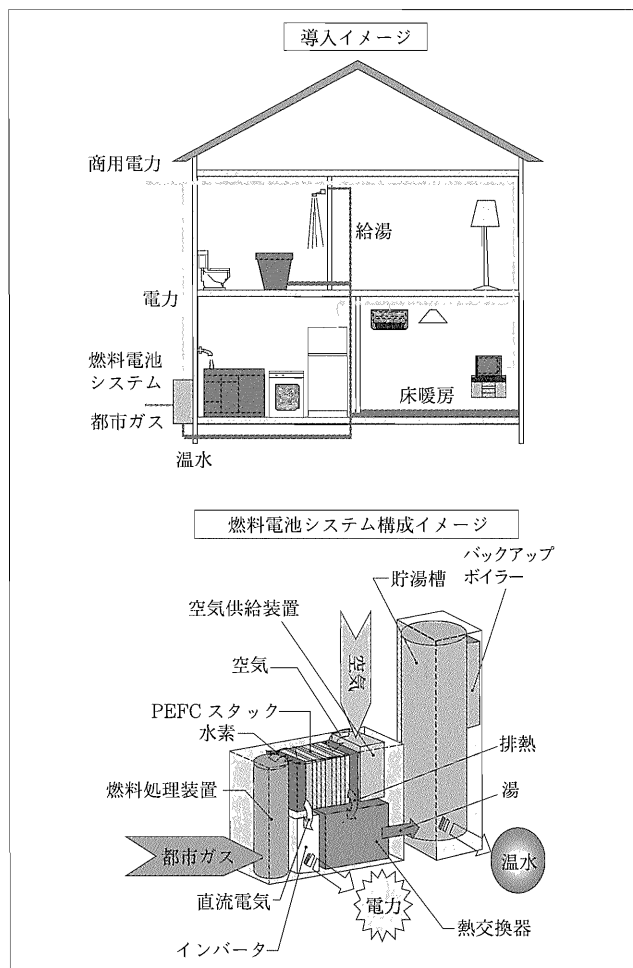 導入イメージ
商用電力
給湯
電力
燃料電池
システム
都市ガス
床暖房
温水
燃料電池システム構成イメージ
バックアップ
ボイラー
貯湯槽
空気供給装置
空気
空気
PEFCスタック
水素
排熱
燃料処理装置
湯
都市ガス
温水
直流電気
電力
熱交換器
インバータ